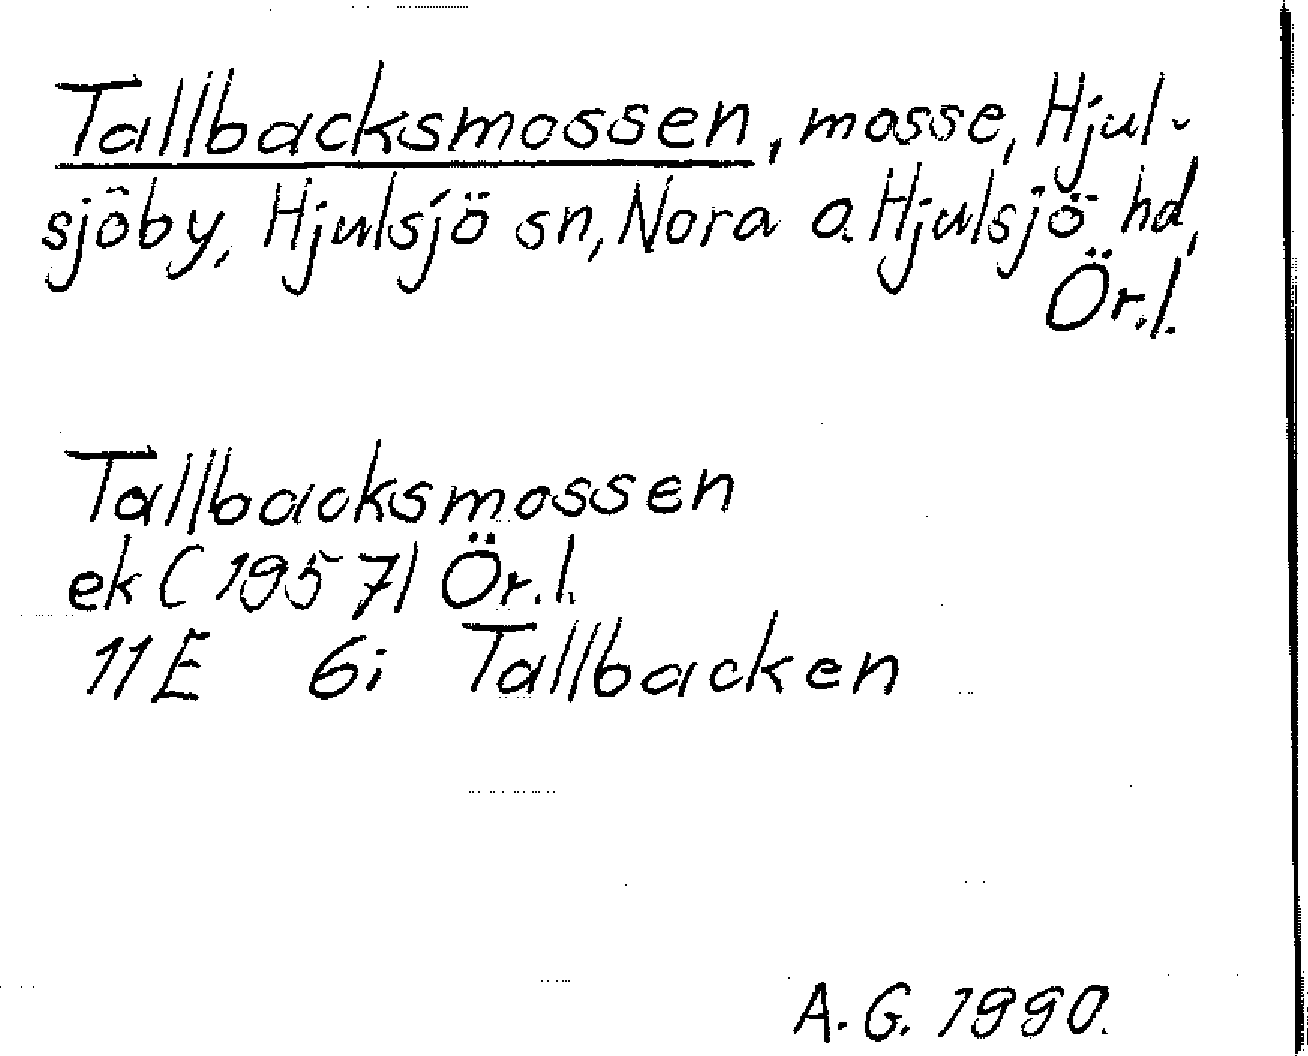 Tallbacksmossen, mosse, Hjul-
sjöby, Hjulsjö sn, Nora o. Hjulsjö hd,
Ör.l.
Tallbacksmossen
ek (1957) Ör.l.
11E 6i Tallbacken
A.G. 1990.